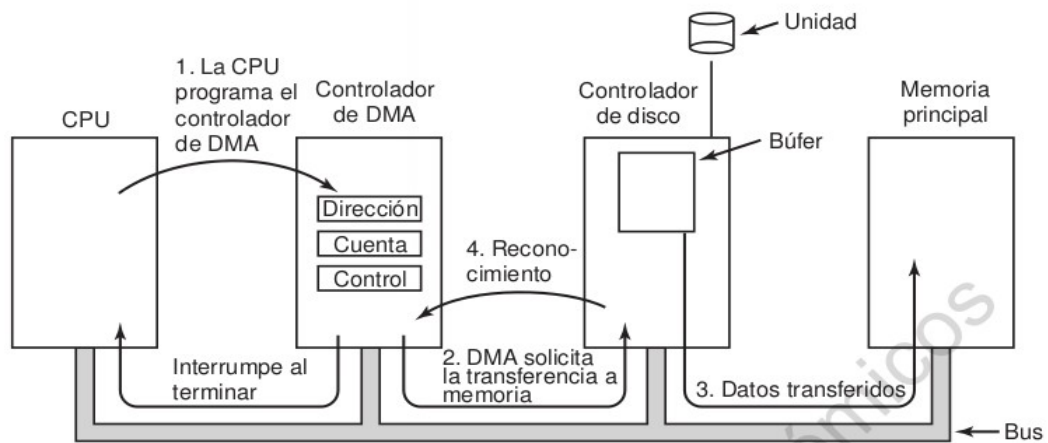 Unidad
1. La CPU
programa el
controlador
de DMA
CPU
Controlador
de DMA
Controlador
de disco
Memoria
principal
Búfer
Dirección
Cuenta
Control
4. Recono-
cimiento
Interrumpe al
terminar
2. DMA solicita
la transferencia a
memoria
3. Datos transferidos
Bus